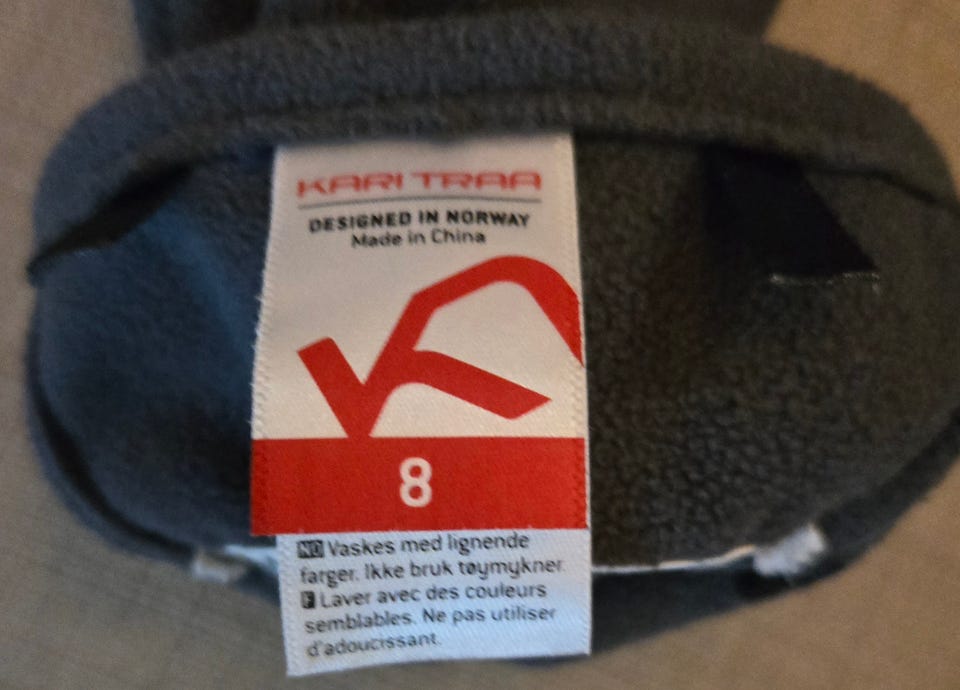 KARI TRAA
DESIGNED IN NORWAY
Made in China
8
NO Vaskes med lignende
farger. Ikke bruk tøymykner
F Laver avec des couleurs
semblables. Ne pas utiliser
d'adoucissant.